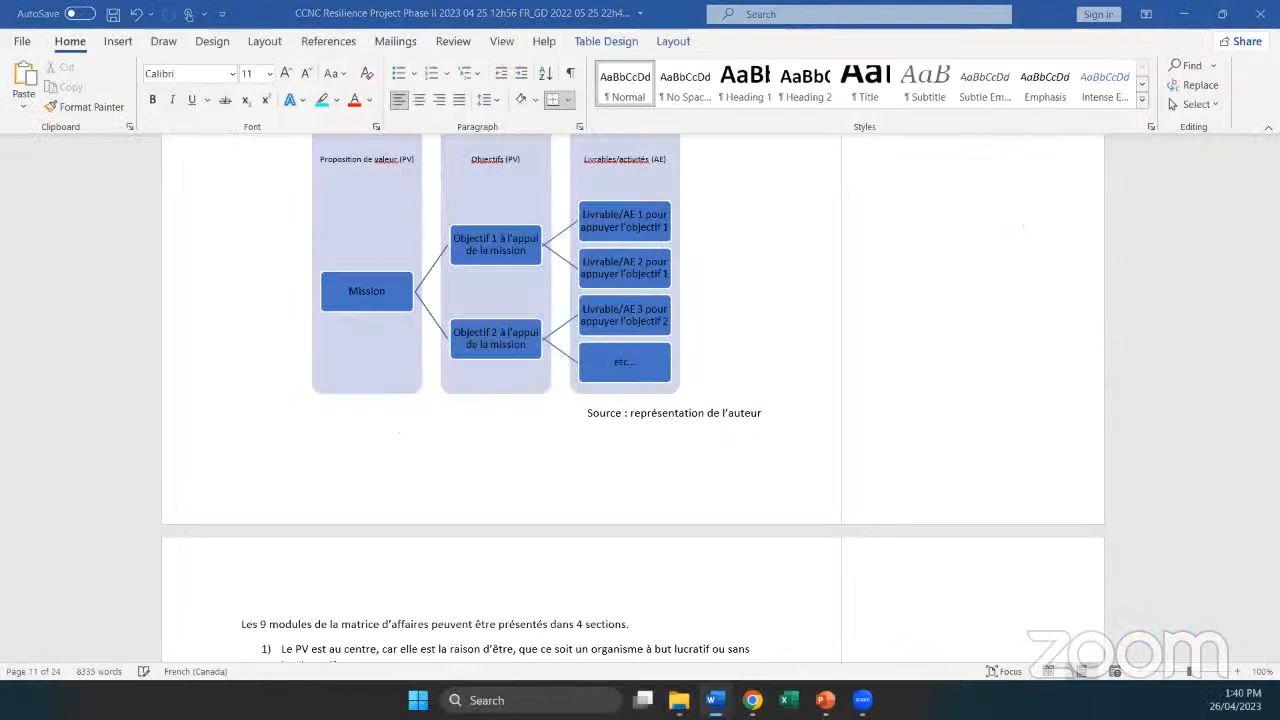 AutoSave Off
CCNC Resilience Project Phase II 2023 04 25 12h56 FR_GD 2022 05 25 22h4...
Search
Sign in
File Home Insert Draw Design Layout References Mailings Review View Help Table Design Layout
Share
Paste
Cut
Copy
Format Painter
Calibri
11
AaBbCcDd
¶ Normal
AaBbCcDd
¶ No Spac...
AaBb
¶ Heading 1
AaBbC
¶ Heading
AaB
¶ Title
AaB
¶ Subtitle
AaBbCcDd
Subtle Em...
AaBbCcDd
Emphasis
AaBbCcDd
Intense E...
Find
Replace
Select
Clipboard
Font
Paragraph
Styles
Editing
Proposition de valeur (PV)
Objectifs (PV)
Livrables/activités (AE)
Mission
Objectif 1 à l'appui
de la mission
Objectif 2 à l'appui
de la mission
Livrable/AE 1 pour
appuyer l'objectif 1
Livrable/AE 2 pour
appuyer l'objectif 1
Livrable/AE 3 pour
appuyer l'objectif 2
etc...
Source : représentation de l'auteur
Les 9 modules de la matrice d'affaires peuvent être présentés dans 4 sections.
1) Le PV est au centre, car elle est la raison d'être, que ce soit un organisme à but lucratif ou sans
zoom
Page 11 of 24
8335 words
French (Canada)
Focus
100%
Search
1:40 PM
26/04/2023